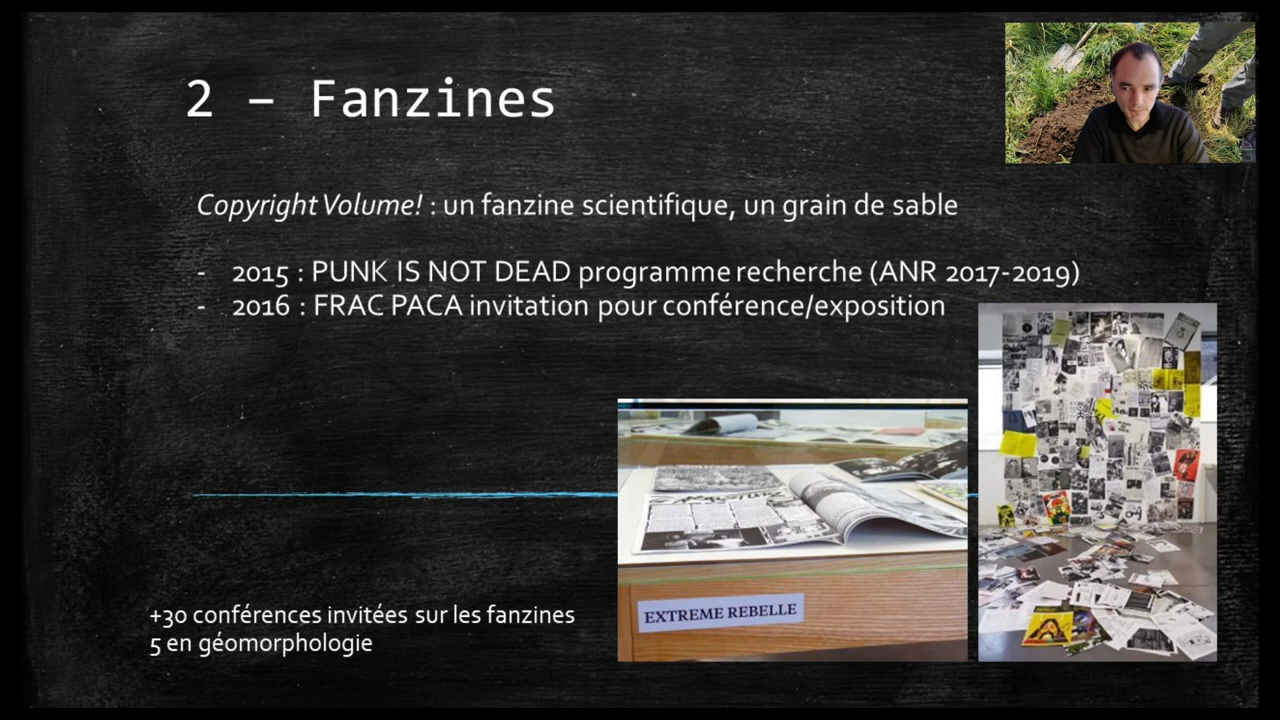 2 – Fanzines
Copyright Volume! : un fanzine scientifique, un grain de sable
- 2015 : PUNK IS NOT DEAD programme recherche (ANR 2017-2019)
- 2016 : FRAC PACA invitation pour conférence/exposition
EXTREME REBELLE
+30 conférences invitées sur les fanzines
5 en géomorphologie